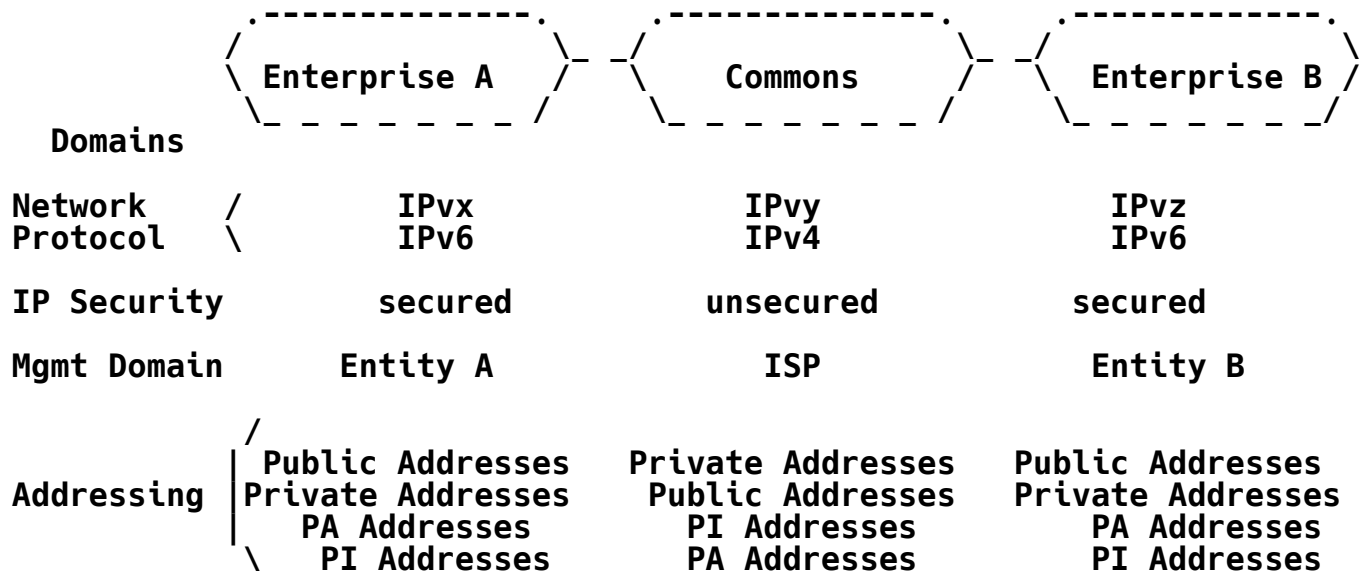 .--------------. .--------------. .-------------.
/ \_ _/ \_ _/ \
\ Enterprise A / \ Commons / \ Enterprise B /
\_ _ _ _ _ _ _ / \_ _ _ _ _ _ _ / \_ _ _ _ _ _ _/
Domains
Network / IPvx IPvy IPvz
Protocol \ IPv6 IPv4 IPv6
IP Security secured unsecured secured
Mgmt Domain Entity A ISP Entity B
/
| Public Addresses Private Addresses Public Addresses
Addressing |Private Addresses Public Addresses Private Addresses
| PA Addresses PI Addresses PA Addresses
\ PI Addresses PA Addresses PI Addresses